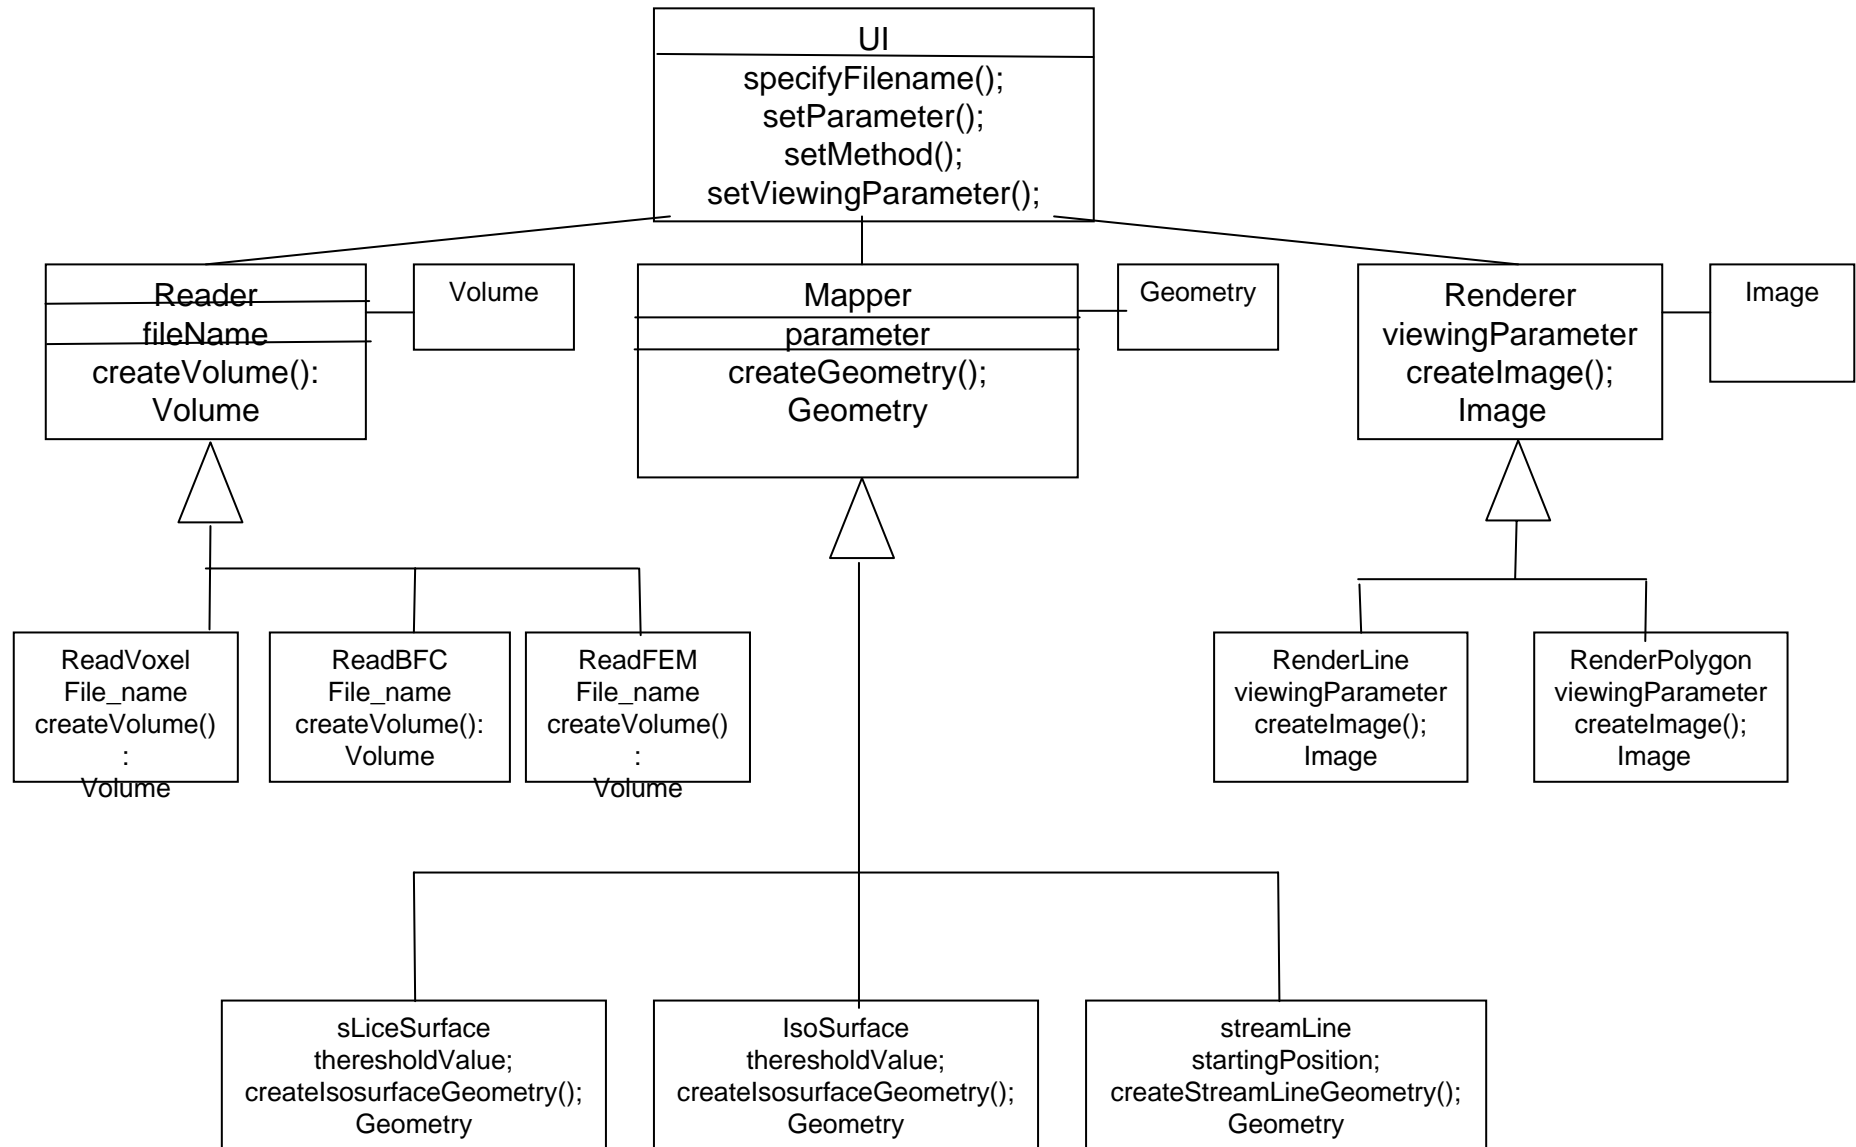 UI
specifyFilename();
setParameter();
setMethod();
setViewingParameter();
Reader
fileName
createVolume():
Volume
Volume
Mapper
parameter
createGeometry();
Geometry
Geometry
Renderer
viewingParameter
createImage();
Image
Image
ReadVoxel
File_name
createVolume()
:
Volume
ReadBFC
File_name
createVolume():
Volume
ReadFEM
File_name
createVolume()
:
Volume
RenderLine
viewingParameter
createImage();
Image
RenderPolygon
viewingParameter
createImage();
Image
sLiceSurface
theresholdValue;
createIsosurfaceGeometry();
Geometry
IsoSurface
theresholdValue;
createIsosurfaceGeometry();
Geometry
streamLine
startingPosition;
createStreamLineGeometry();
Geometry